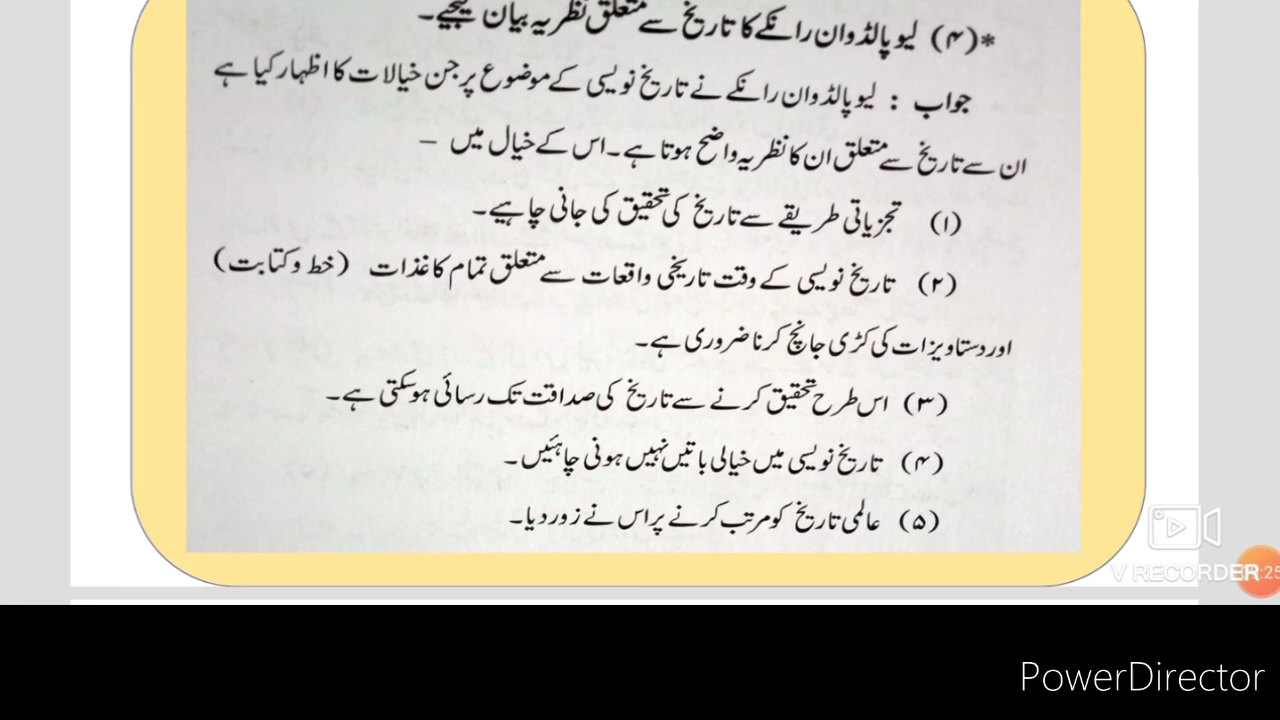 *(۴) لیوپالڈوان رانکے کا تاریخ سے متعلق نظریہ بیان کیجیے۔
جواب : لیوپالڈوان رانکے نے تاریخ نویسی کے موضوع پر جن خیالات کا اظہار کیا ہے
ان سے تاریخ سے متعلق ان کا نظریہ واضح ہوتا ہے۔ اس کے خیال میں –
(۱) تجزیاتی طریقے سے تاریخ کی تحقیق کی جانی چاہیے۔
(۲) تاریخ نویسی کے وقت تاریخی واقعات سے متعلق تمام کاغذات (خط و کتابت)
اور دستاویزات کی کڑی جانچ کرنا ضروری ہے۔
(۳) اس طرح تحقیق کرنے سے تاریخ کی صداقت تک رسائی ہوسکتی ہے۔
(۴) تاریخ نویسی میں خیالی باتیں نہیں ہونی چاہئیں۔
(۵) عالمی تاریخ کو مرتب کرنے پر اس نے زور دیا۔
V RECORDER
:25
PowerDirector